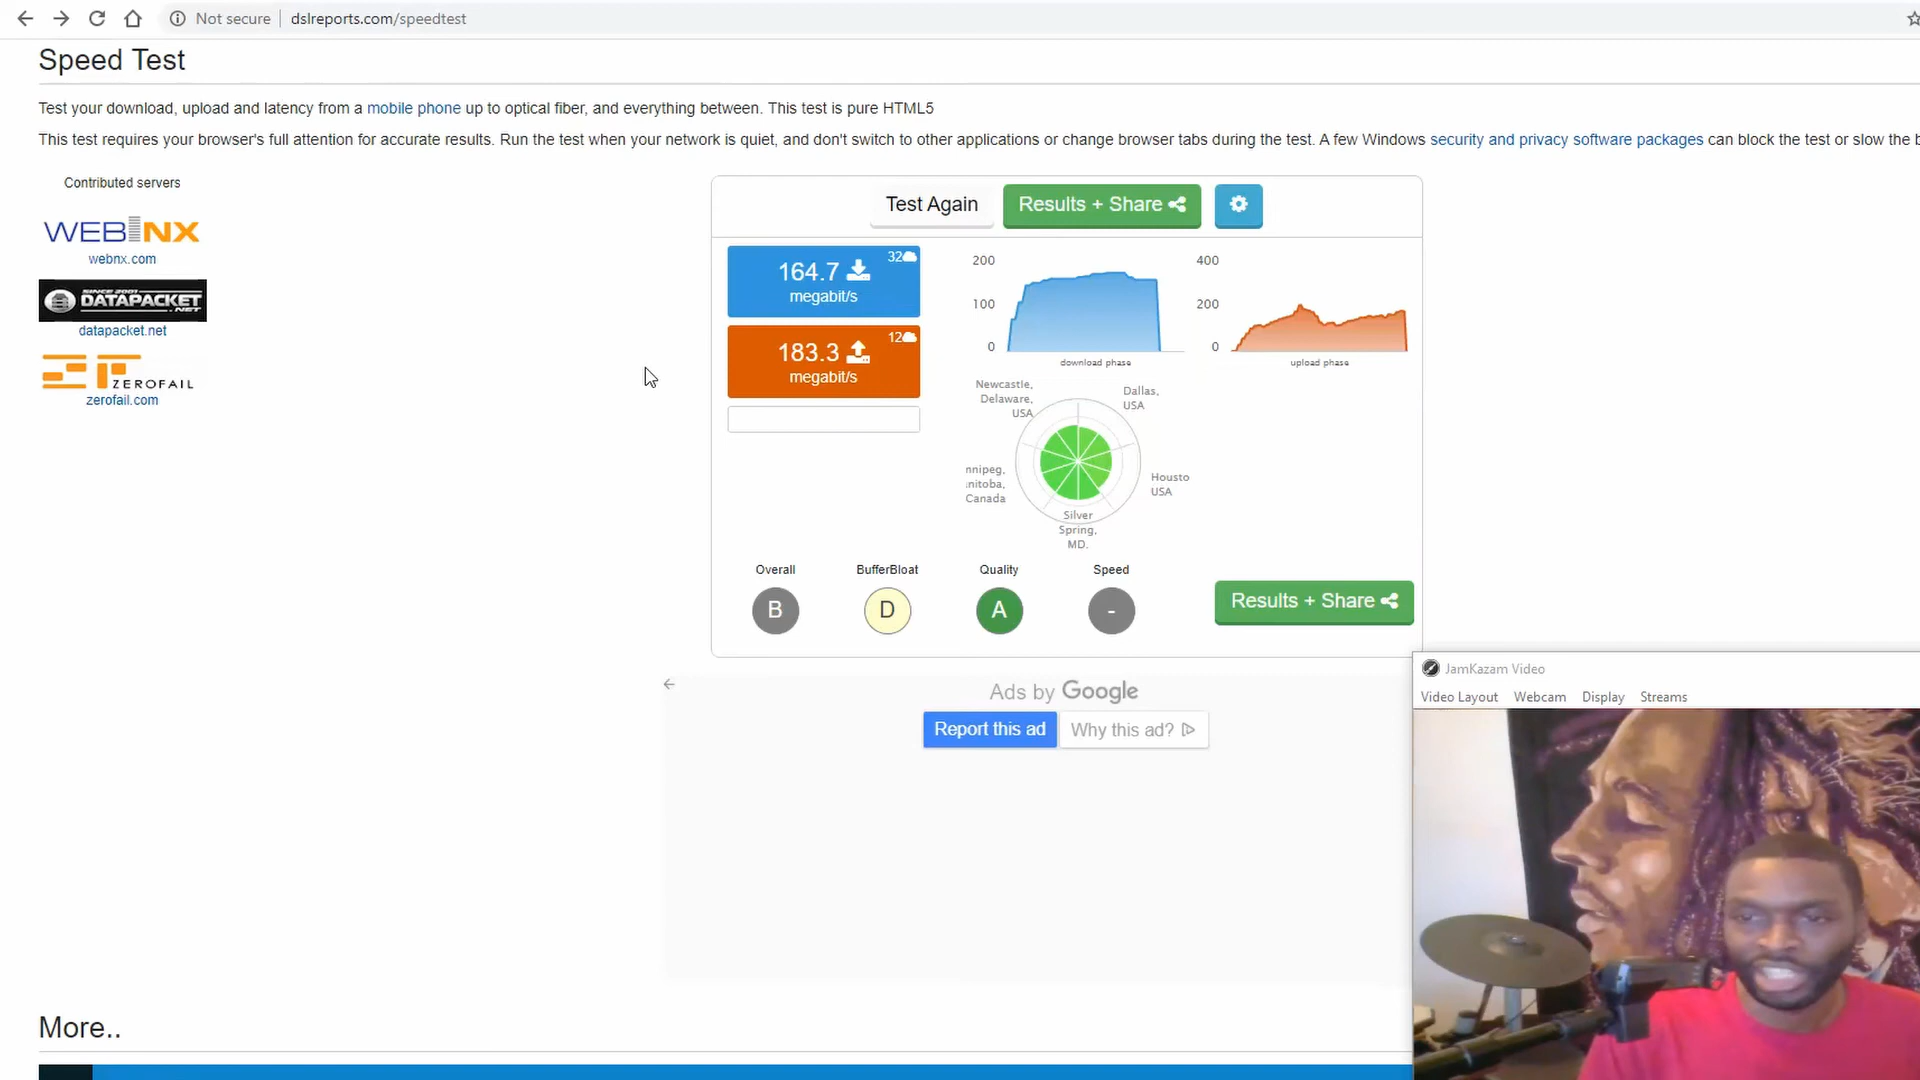 Not secure
dslreports.com/speedtest
Speed Test
Test your download, upload and latency from a mobile phone up to optical fiber, and everything between. This test is pure HTML5
This test requires your browser's full attention for accurate results. Run the test when your network is quiet, and don't switch to other applications or change browser tabs during the test. A few Windows security and privacy software packages can block the test or slow the b
Contributed servers
WEBNX
webnx.com
SINCE 2001
DATAPACKET.NET
datapacket.net
ZEROFAIL
zerofail.com
Test Again
Results + Share
164.7
32
megabit/s
183.3
12
megabit/s
200
100
0
download phase
400
200
0
upload phase
Newcastle,
Delaware,
USA
Dallas,
USA
nnipeg,
anitoba,
Canada
Housto
USA
Silver
Spring,
MD.
Overall
BufferBloat
Quality
Speed
B
D
A
-
Results + Share
Ads by Google
Report this ad
Why this ad?
JamKazam Video
Video Layout
Webcam
Display
Streams
More..